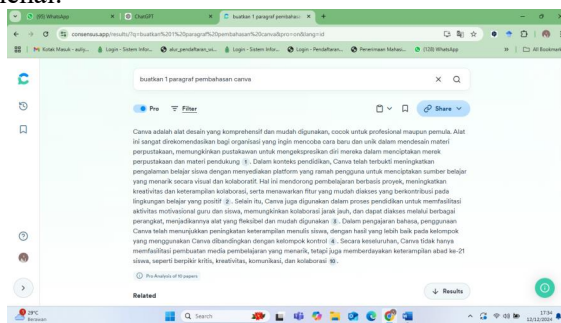 (55) WhatsApp
ChatGPT
buatkan 1 paragraf pembahasan
consensus.app/results/?q=buatkan%201%20paragraf%20pembahasan%20canva&pro=on&lang=id
Kotak Masuk -
Login - Sistem Infor...
alur_pendaftaran_si...
Login - Sistem Infor...
Login - Pendaftaran...
Penerimaan Mahas...
(120) WhatsApp
All Bookmarks
buatkan 1 paragraf pembahasan canva
Pro
Filter
Share
Canva adalah alat desain yang komprehensif dan mudah digunakan, cocok untuk profesional maupun pemula. Alat
ini sangat direkomendasikan bagi organisasi yang ingin mencoba cara baru dan unik dalam mendesain materi
perpustakaan, memungkinkan pustakawan untuk mengekspresikan diri mereka dalam menciptakan merek
perpustakaan dan materi pendukung 1 . Dalam konteks pendidikan, Canva telah terbukti meningkatkan
pengalaman belajar siswa dengan menyediakan platform yang ramah pengguna untuk menciptakan sumber belajar
yang menarik secara visual dan kolaboratif. Hal ini mendorong pembelajaran berbasis proyek, meningkatkan
kreativitas dan keterampilan kolaborasi, serta menawarkan fitur yang mudah diakses yang berkontribusi pada
lingkungan belajar yang positif 2 . Selain itu, Canva juga digunakan dalam proses pendidikan untuk memfasilitasi
aktivitas motivasional guru dan siswa, memungkinkan kolaborasi jarak jauh, dan dapat diakses melalui berbagai
perangkat, menjadikannya alat yang fleksibel dan mudah digunakan 3 . Dalam pengajaran bahasa, penggunaan
Canva telah menunjukkan peningkatan keterampilan menulis siswa, dengan hasil yang lebih baik pada kelompok
yang menggunakan Canva dibandingkan dengan kelompok kontrol 4 . Secara keseluruhan, Canva tidak hanya
memfasilitasi pembuatan media pembelajaran yang menarik, tetapi juga memberdayakan keterampilan abad ke-21
siswa, seperti berpikir kritis, kreativitas, komunikasi, dan kolaborasi 10 .
Pro Analysis of 10 papers
Related
Results
29°C
Berawan
Search
17:34
12/12/2024